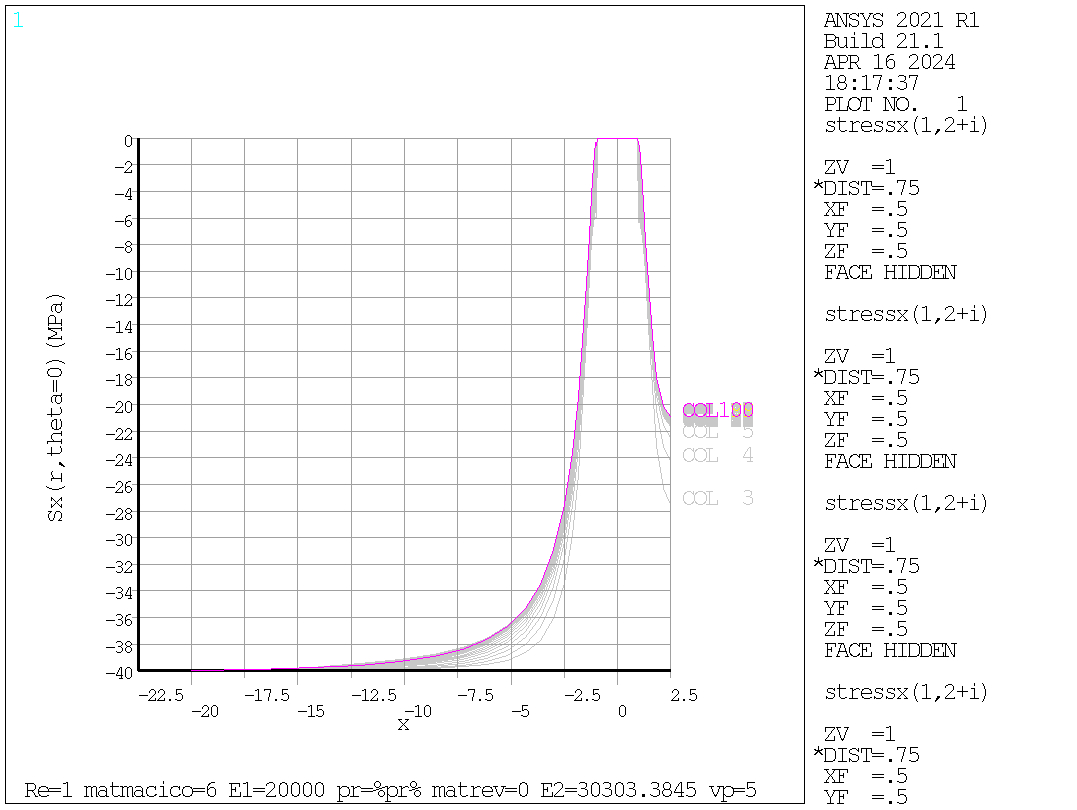 1
ANSYS 2021 R1
Build 21.1
APR 16 2024
18:17:37
PLOT NO. 1
stressx(1,2+i)
ZV =1
*DIST=.75
XF =.5
YF =.5
ZF =.5
FACE HIDDEN
stressx(1,2+i)
ZV =1
*DIST=.75
XF =.5
YF =.5
ZF =.5
FACE HIDDEN
stressx(1,2+i)
ZV =1
*DIST=.75
XF =.5
YF =.5
ZF =.5
FACE HIDDEN
stressx(1,2+i)
ZV =1
*DIST=.75
XF =.5
YF =.5
Sx(r,theta=0)(MPa)
0
-2
-4
-6
-8
-10
-12
-14
-16
-18
-20
-22
-24
-26
-28
-30
-32
-34
-36
-38
-40
COL100
COL 5
COL 4
COL 3
-22.5 -17.5 -12.5 -7.5 -2.5 2.5
-20 -15 -10 -5 0
X
Re=1 matmacico=6 E1=20000 pr=%pr% matrev=0 E2=30303.3845 vp=5